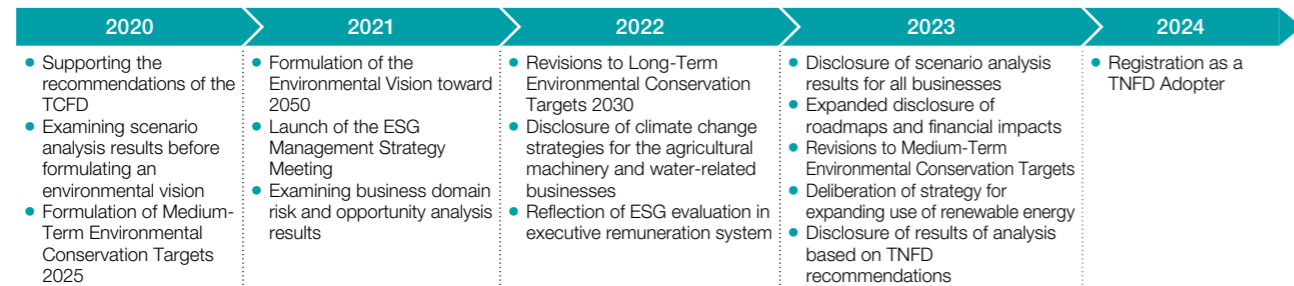 2020
2021
2022
2023
2024
• Supporting the
recommendations of the
TCFD
• Examining scenario
analysis results before
formulating an
environmental vision
• Formulation of Medium-
Term Environmental
Conservation Targets
2025
• Formulation of the
Environmental Vision toward
2050
• Launch of the ESG
Management Strategy
Meeting
• Examining business domain
risk and opportunity analysis
results
• Revisions to Long-Term
Environmental Conservation
Targets 2030
• Disclosure of climate change
strategies for the agricultural
machinery and water-related
businesses
• Reflection of ESG evaluation in
executive remuneration system
• Disclosure of scenario analysis
results for all businesses
• Expanded disclosure of
roadmaps and financial impacts
• Revisions to Medium-Term
Environmental Conservation Targets
• Deliberation of strategy for
expanding use of renewable energy
• Disclosure of results of analysis
based on TNFD
recommendations
• Registration as a
TNFD Adopter